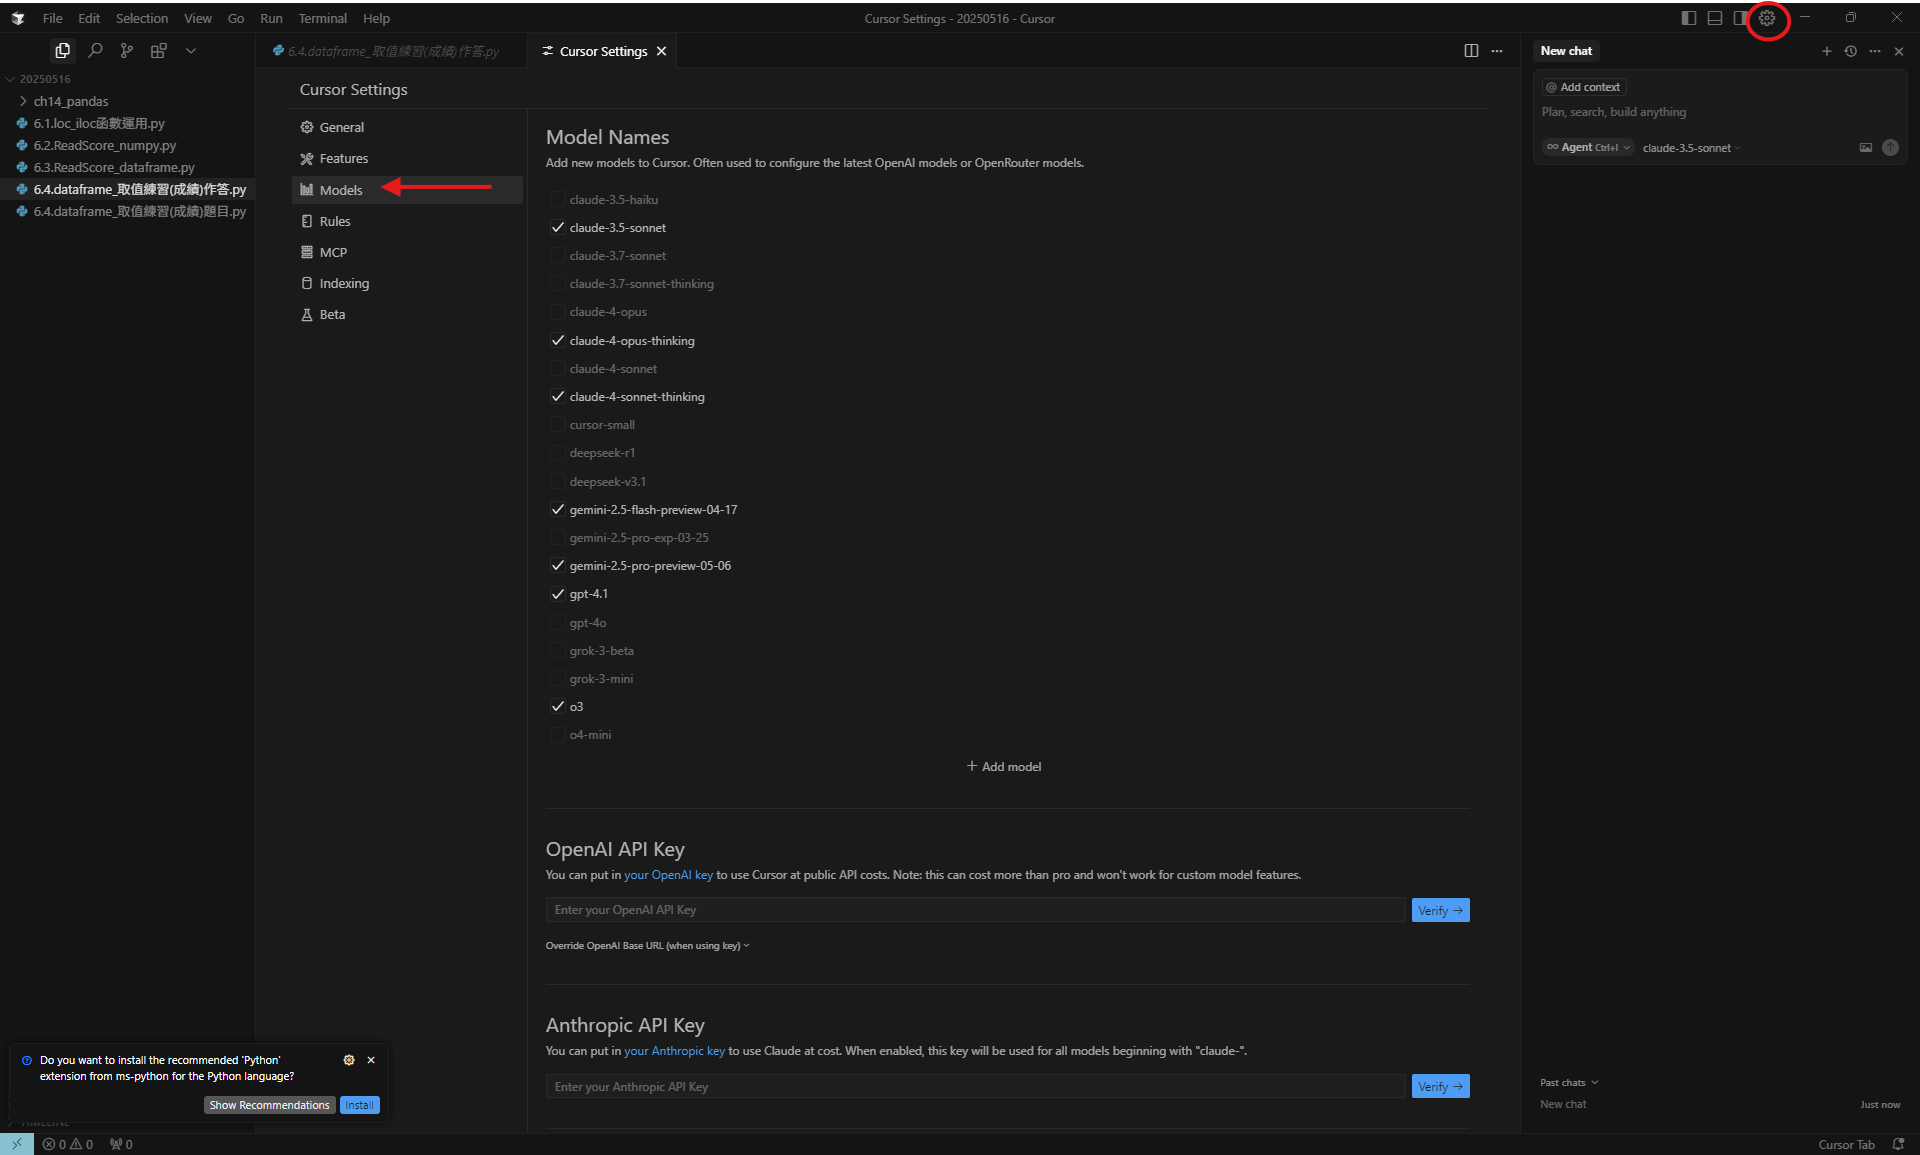 File Edit Selection View Go Run Terminal Help
Cursor Settings - 20250516 - Cursor
20250516
ch14_pandas
6.1.loc_iloc函數運用.py
6.2.ReadScore_numpy.py
6.3.ReadScore_dataframe.py
6.4.dataframe_取值練習(成績)作答.py
6.4.dataframe_取值練習(成績)題目.py
6.4.dataframe_取值練習(成績)作答.py
Cursor Settings
Cursor Settings
General
Features
Models
Rules
MCP
Indexing
Beta
Model Names
Add new models to Cursor. Often used to configure the latest OpenAI models or OpenRouter models.
claude-3.5-haiku
claude-3.5-sonnet
claude-3.7-sonnet
claude-3.7-sonnet-thinking
claude-4-opus
claude-4-opus-thinking
claude-4-sonnet
claude-4-sonnet-thinking
cursor-small
deepseek-r1
deepseek-v3.1
gemini-2.5-flash-preview-04-17
gemini-2.5-pro-exp-03-25
gemini-2.5-pro-preview-05-06
gpt-4.1
gpt-4o
grok-3-beta
grok-3-mini
o3
o4-mini
+ Add model
OpenAI API Key
You can put in your OpenAI key to use Cursor at public API costs. Note: this can cost more than pro and won't work for custom model features.
Enter your OpenAI API Key
Verify →
Override OpenAI Base URL (when using key)
Anthropic API Key
You can put in your Anthropic key to use Claude at cost. When enabled, this key will be used for all models beginning with "claude-".
Enter your Anthropic API Key
Verify →
New chat
@ Add context
Plan, search, build anything
Agent Ctrl+I
claude-3.5-sonnet
Past chats
New chat
Just now
Do you want to install the recommended 'Python'
extension from ms-python for the Python language?
Show Recommendations
Install
TIMELINE
0 0 0
Cursor Tab